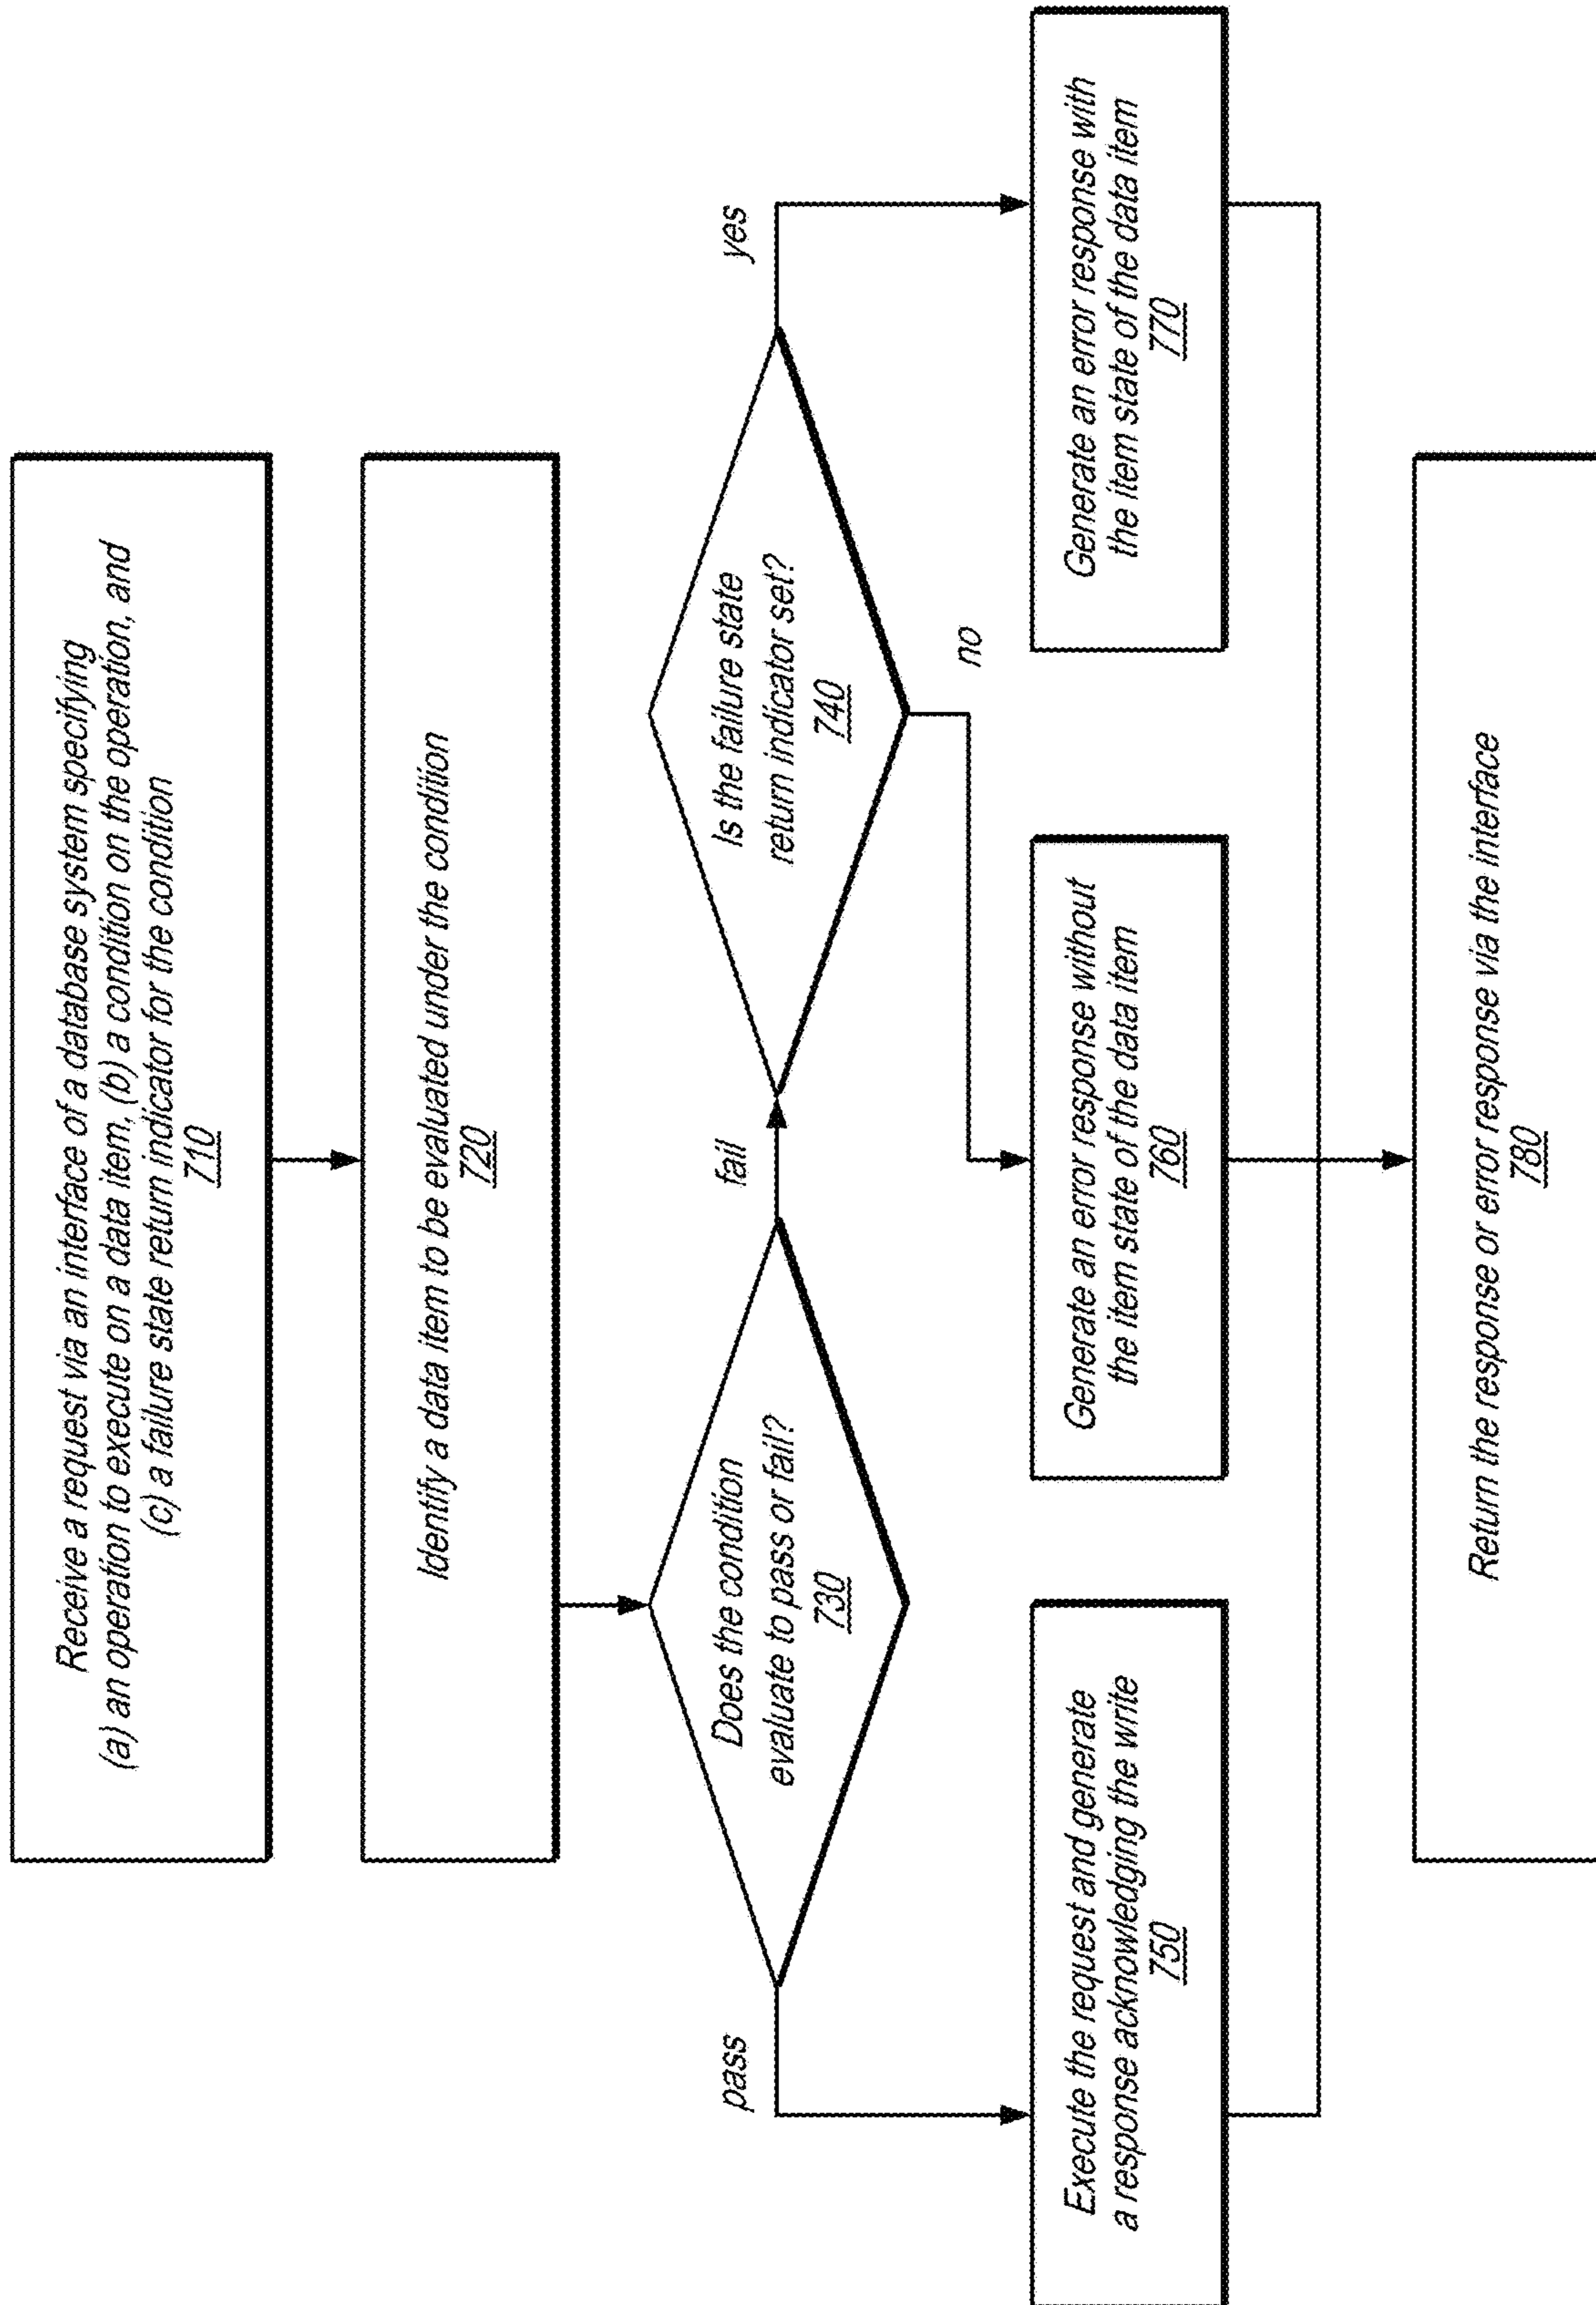 Receive a request via an interface of a database system specifying
(a) an operation to execute on a data item, (b) a condition on the operation, and
(c) a failure state return indicator for the condition
710
Identify a data item to be evaluated under the condition
720
Does the condition
evaluate to pass or fail?
730
pass
fail
Is the failure state
return indicator set?
740
yes
no
Execute the request and generate
a response acknowledging the write
750
Generate an error response without
the item state of the data item
760
Generate an error response with
the item state of the data item
770
Return the response or error response via the interface
780